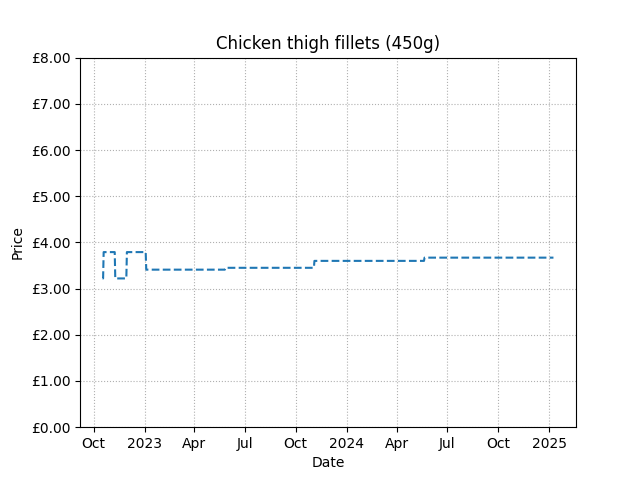 Chicken thigh fillets (450g)
£8.00
£7.00
£6.00
£5.00
£4.00
£3.00
£2.00
£1.00
£0.00
Price
Oct 2023 Apr Jul Oct 2024 Apr Jul Oct 2025
Date